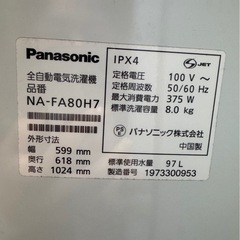 Panasonic
全自動電気洗濯機
品番
NA-FA80H7
外形寸法
幅 599 mm
奥行 618 mm
高さ 1024 mm
IPX4
S JET
定格電圧 100 V ~
定格周波数 50/60 Hz
最大消費電力 375 W
標準洗濯容量 8.0 kg
パナソニック株式会社
中国製
標準使用水量 97 L
製造番号 1973300953